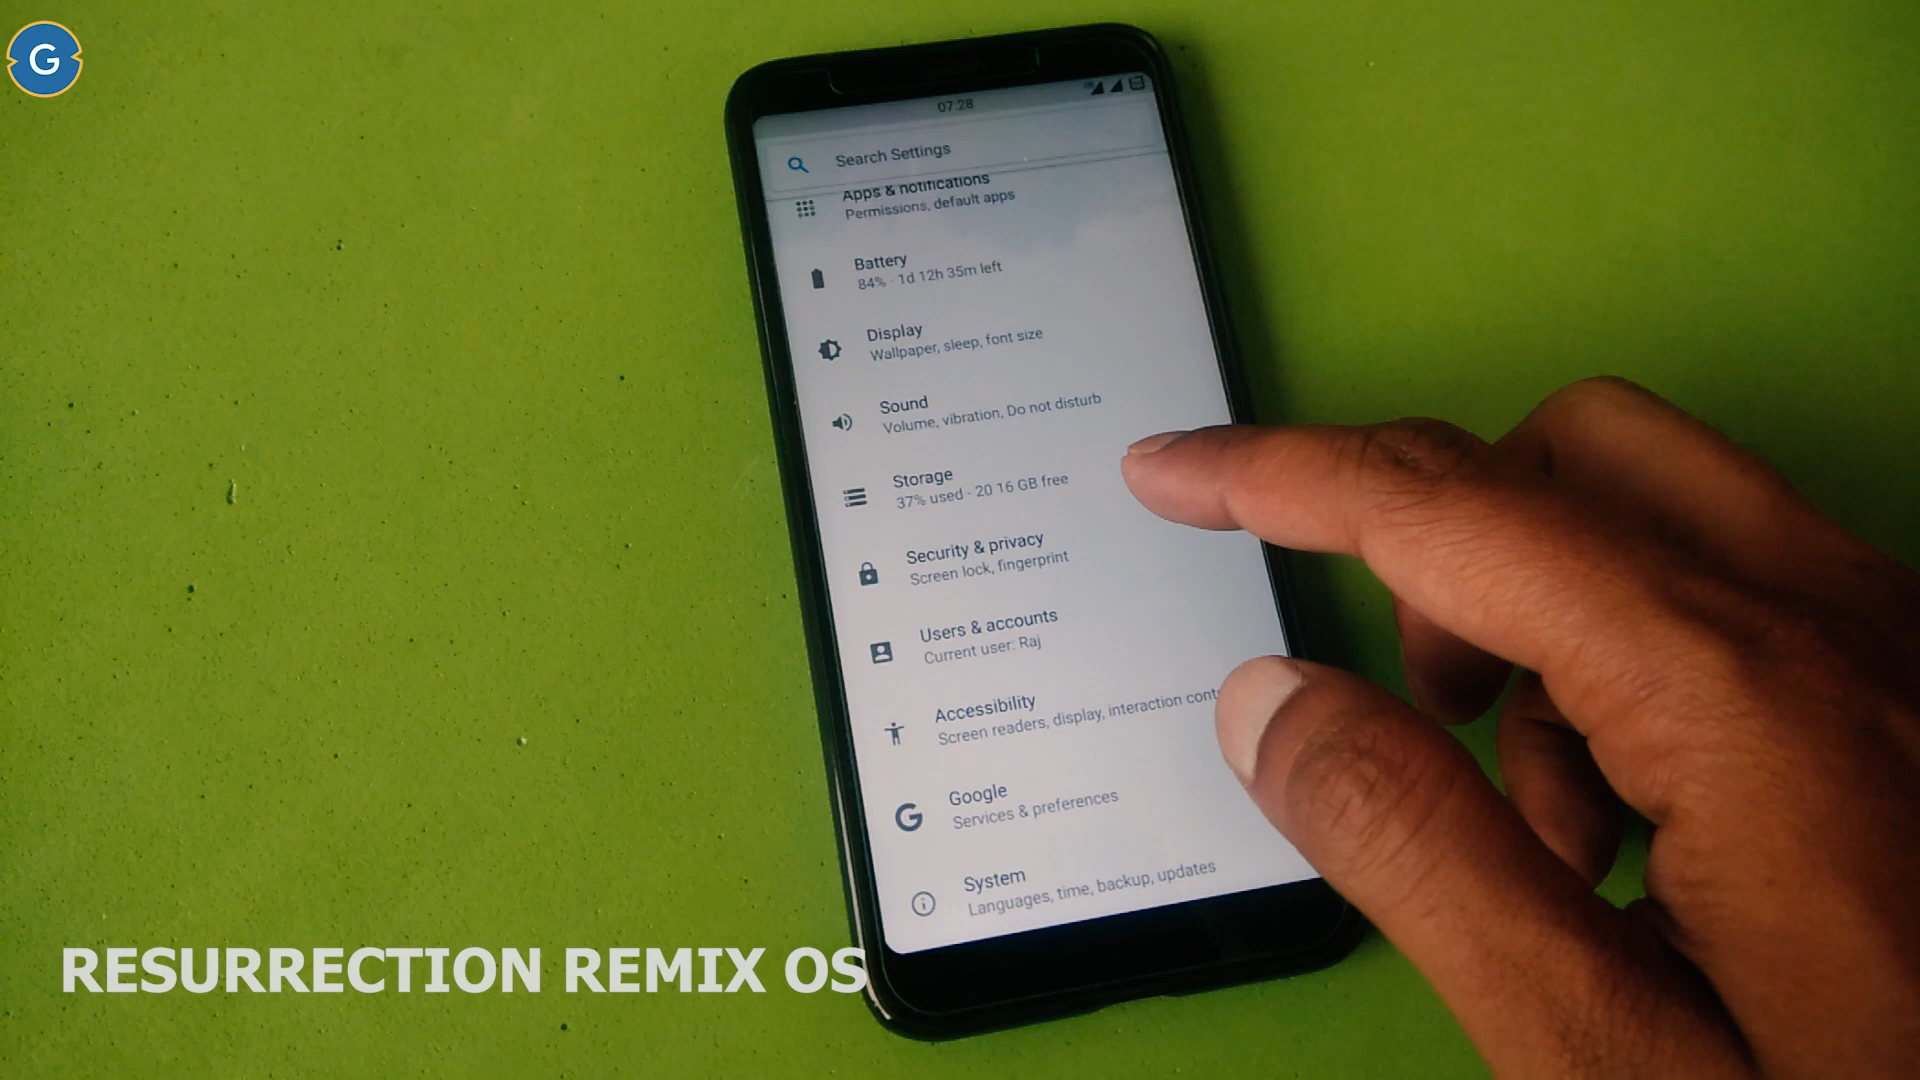 G
07:28
Search Settings
Apps & notifications
Permissions, default apps
Battery
84% · 1d 12h 35m left
Display
Wallpaper, sleep, font size
Sound
Volume, vibration, Do not disturb
Storage
37% used - 20 16 GB free
Security & privacy
Screen lock, fingerprint
Users & accounts
Current user: Raj
Accessibility
Screen readers, display, interaction cont
G
Google
Services & preferences
System
Languages, time, backup, updates
RESURRECTION REMIX OS